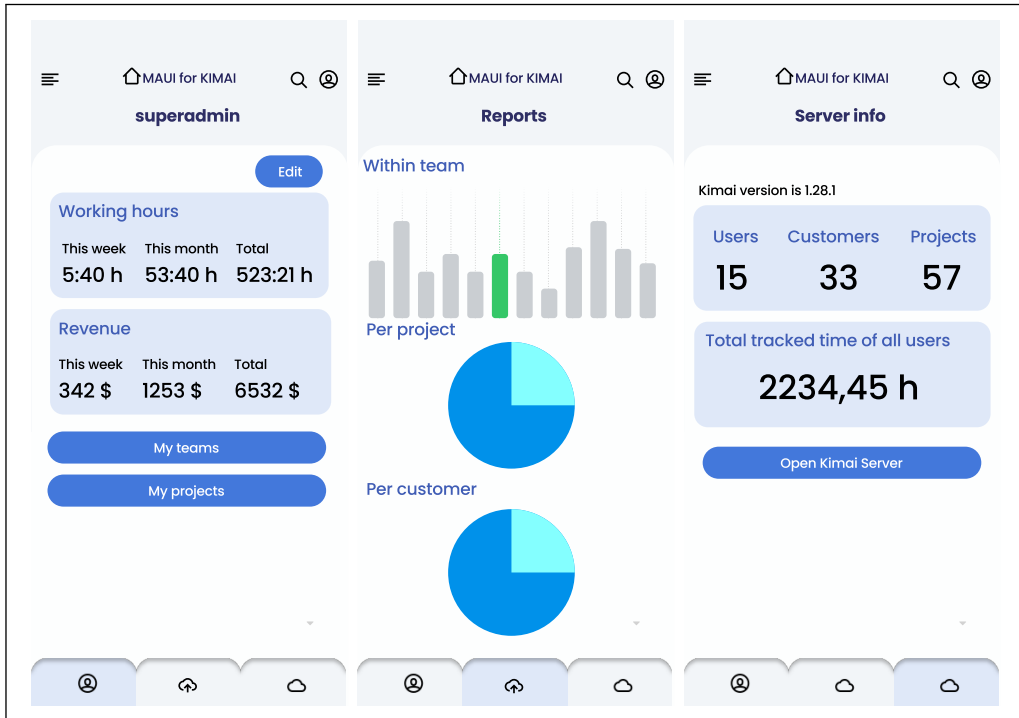 MAUI for KIMAI
superadmin
Edit
Working hours
This week This month Total
5:40 h 53:40 h 523:21 h
Revenue
This week This month Total
342 $ 1253 $ 6532 $
My teams
My projects
MAUI for KIMAI
Reports
Within team
Per project
Per customer
MAUI for KIMAI
Server info
Kimai version is 1.28.1
Users Customers Projects
15 33 57
Total tracked time of all users
2234,45 h
Open Kimai Server